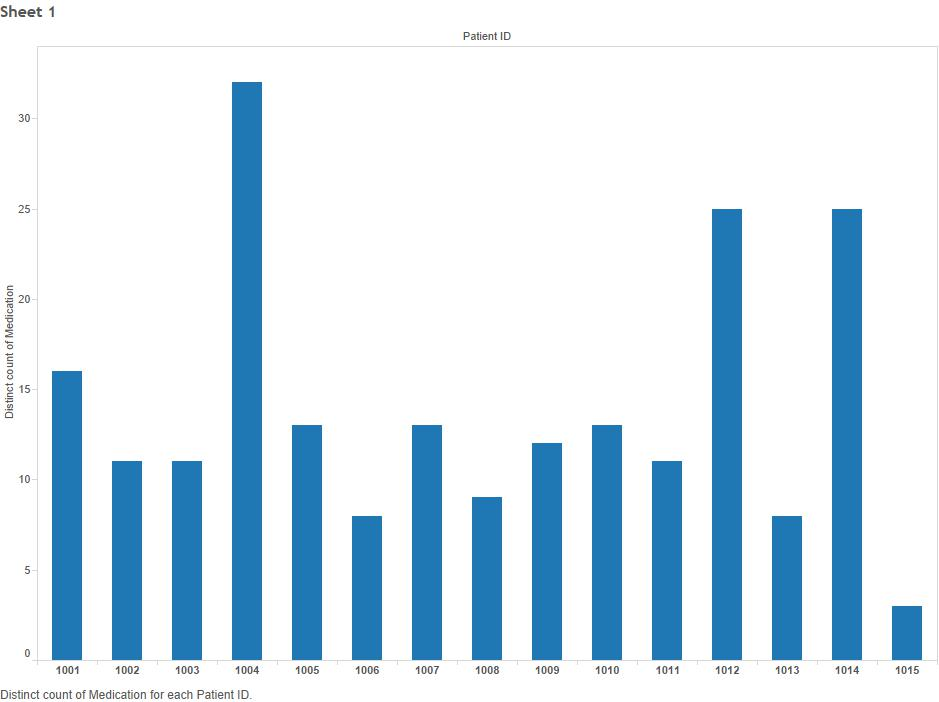 Sheet 1
Patient ID
Distinct count of Medication
30
25
20
15
10
5
0
1001 1002 1003 1004 1005 1006 1007 1008 1009 1010 1011 1012 1013 1014 1015
Distinct count of Medication for each Patient ID.